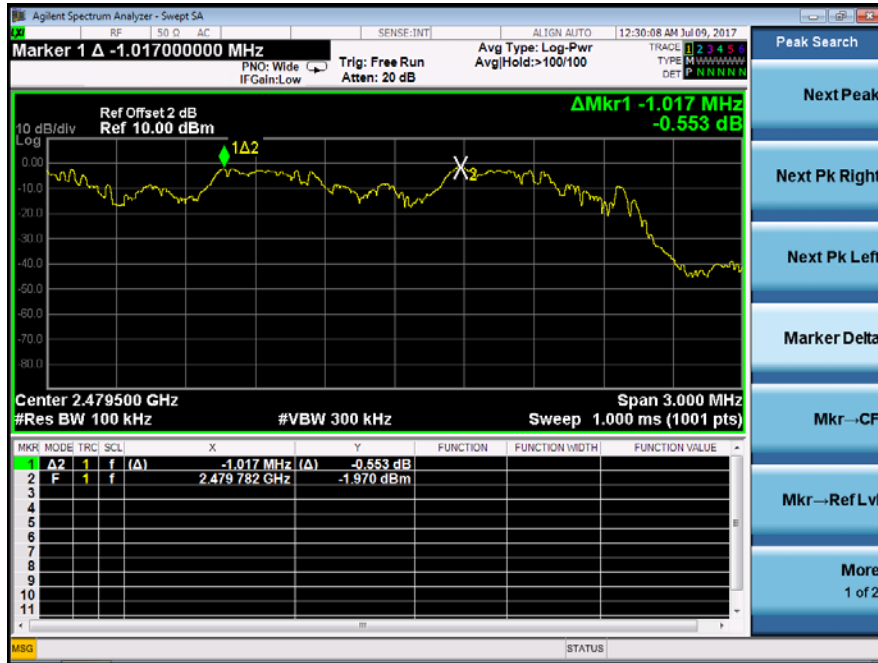 Agilent Spectrum Analyzer - Swept SA
RF 50 Ω AC SENSE:INT ALIGN AUTO 12:30:08 AM Jul 09, 2017
Marker 1 Δ -1.017000000 MHz
PNO: Wide
IFGain:Low
Trig: Free Run
Atten: 20 dB
Avg Type: Log-Pwr
Avg|Hold:>100/100
TRACE 1 2 3 4 5 6
TYPE M WWWWW
DET P N N N N N
Ref Offset 2 dB
10 dB/div Ref 10.00 dBm
Log
ΔMkr1 -1.017 MHz
-0.553 dB
1Δ2
2
0.00
-10.0
-20.0
-30.0
-40.0
-50.0
-60.0
-70.0
-80.0
Center 2.479500 GHz Span 3.000 MHz
#Res BW 100 kHz #VBW 300 kHz Sweep 1.000 ms (1001 pts)
MKR MODE TRC SCL X Y FUNCTION FUNCTION WIDTH FUNCTION VALUE
1 Δ2 1 f (Δ) -1.017 MHz (Δ) -0.553 dB
2 F 1 f 2.479 782 GHz -1.970 dBm
3
4
5
6
7
8
9
10
11
MSG STATUS
Peak Search
Next Peak
Next Pk Right
Next Pk Left
Marker Delta
Mkr→CF
Mkr→Ref Lvl
More
1 of 2